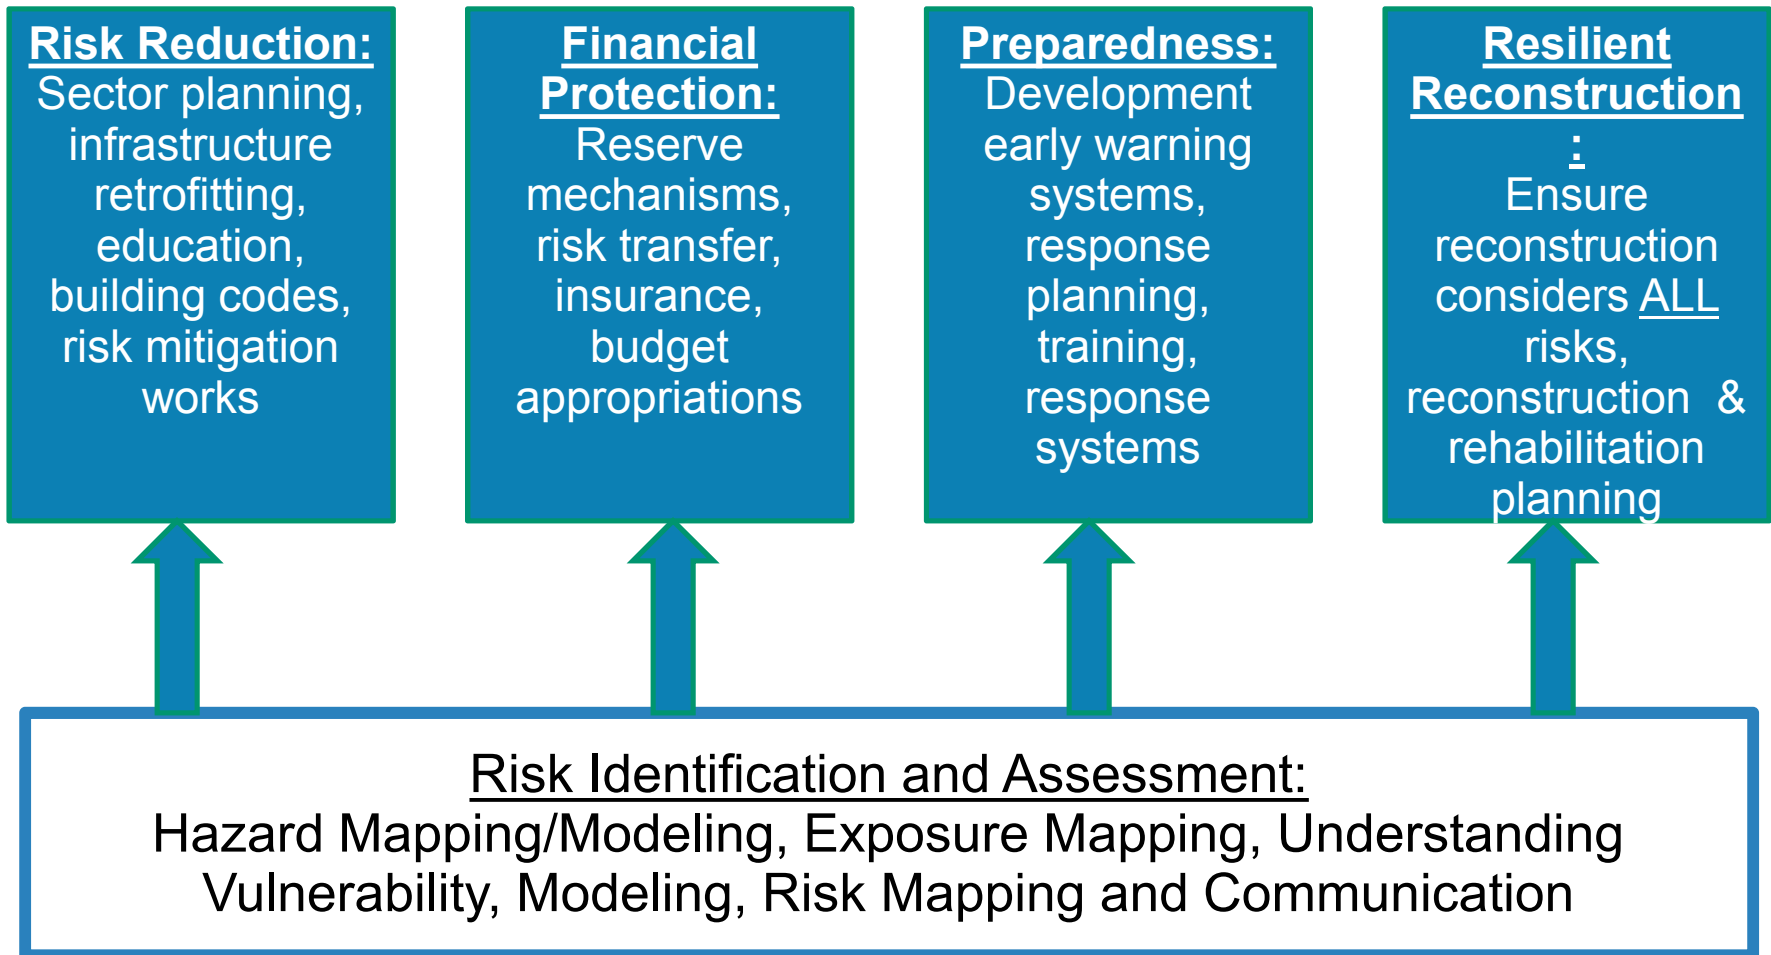 Risk Reduction:
Sector planning,
infrastructure
retrofitting,
education,
building codes,
risk mitigation
works
Financial
Protection:
Reserve
mechanisms,
risk transfer,
insurance,
budget
appropriations
Preparedness:
Development
early warning
systems,
response
planning,
training,
response
systems
Resilient
Reconstruction
:
Ensure
reconstruction
considers ALL
risks,
reconstruction &
rehabilitation
planning
Risk Identification and Assessment:
Hazard Mapping/Modeling, Exposure Mapping, Understanding
Vulnerability, Modeling, Risk Mapping and Communication